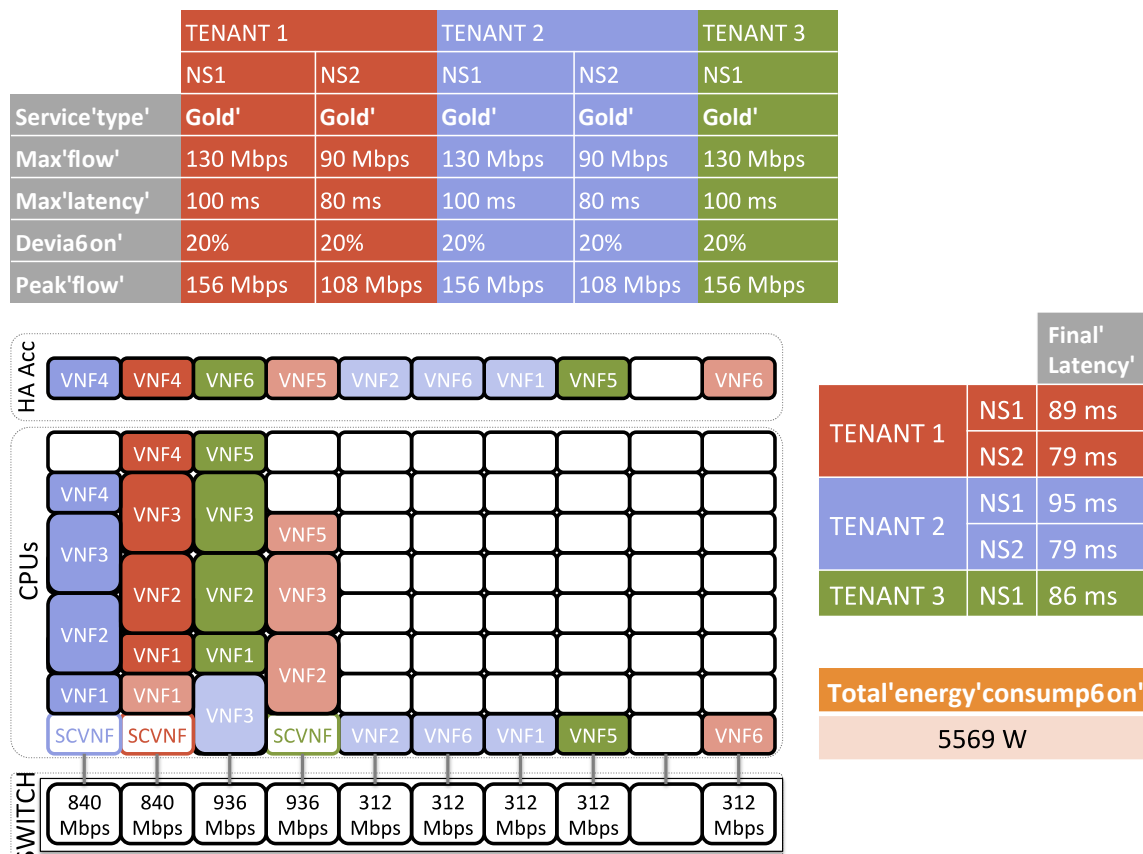 TENANT 1 TENANT 2 TENANT 3
NS1 NS2 NS1 NS2 NS1
Service'type' Gold' Gold' Gold' Gold' Gold'
Max'flow' 130 Mbps 90 Mbps 130 Mbps 90 Mbps 130 Mbps
Max'latency' 100 ms 80 ms 100 ms 80 ms 100 ms
Devia6on' 20% 20% 20% 20% 20%
Peak'flow' 156 Mbps 108 Mbps 156 Mbps 108 Mbps 156 Mbps
HA Acc
VNF4 VNF4 VNF6 VNF5 VNF2 VNF6 VNF1 VNF5 VNF6
CPUs
VNF4 VNF5
VNF4 VNF3 VNF3
VNF3 VNF5
VNF2 VNF2 VNF3
VNF2 VNF1 VNF1 VNF2
VNF1 VNF1 VNF3
SCVNF SCVNF SCVNF VNF2 VNF6 VNF1 VNF5 VNF6
SWITCH
840 840 936 936 312 312 312 312 312
Mbps Mbps Mbps Mbps Mbps Mbps Mbps Mbps Mbps
Final'
Latency'
TENANT 1 NS1 89 ms
NS2 79 ms
TENANT 2 NS1 95 ms
NS2 79 ms
TENANT 3 NS1 86 ms
Total'energy'consump6on'
5569 W